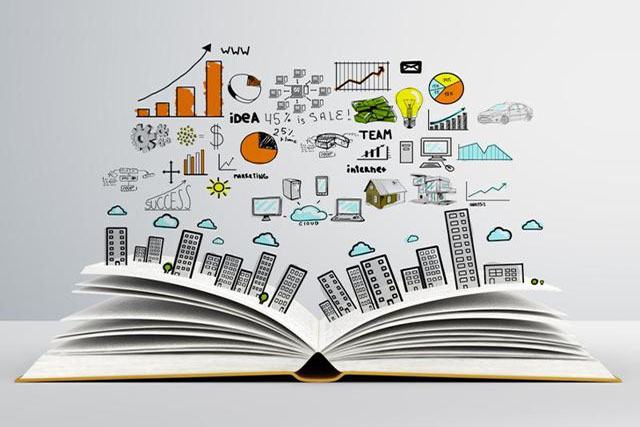 WWW
iDEA
45% is SALE!
25%
TEAM
internet
MARKETING
SUCCESS
CLOUD